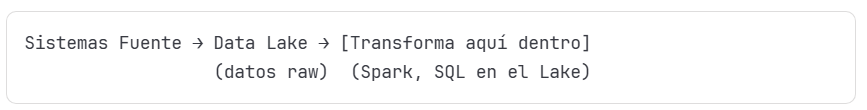 Sistemas Fuente → Data Lake → [Transforma aquí dentro]
(datos raw) (Spark, SQL en el Lake)